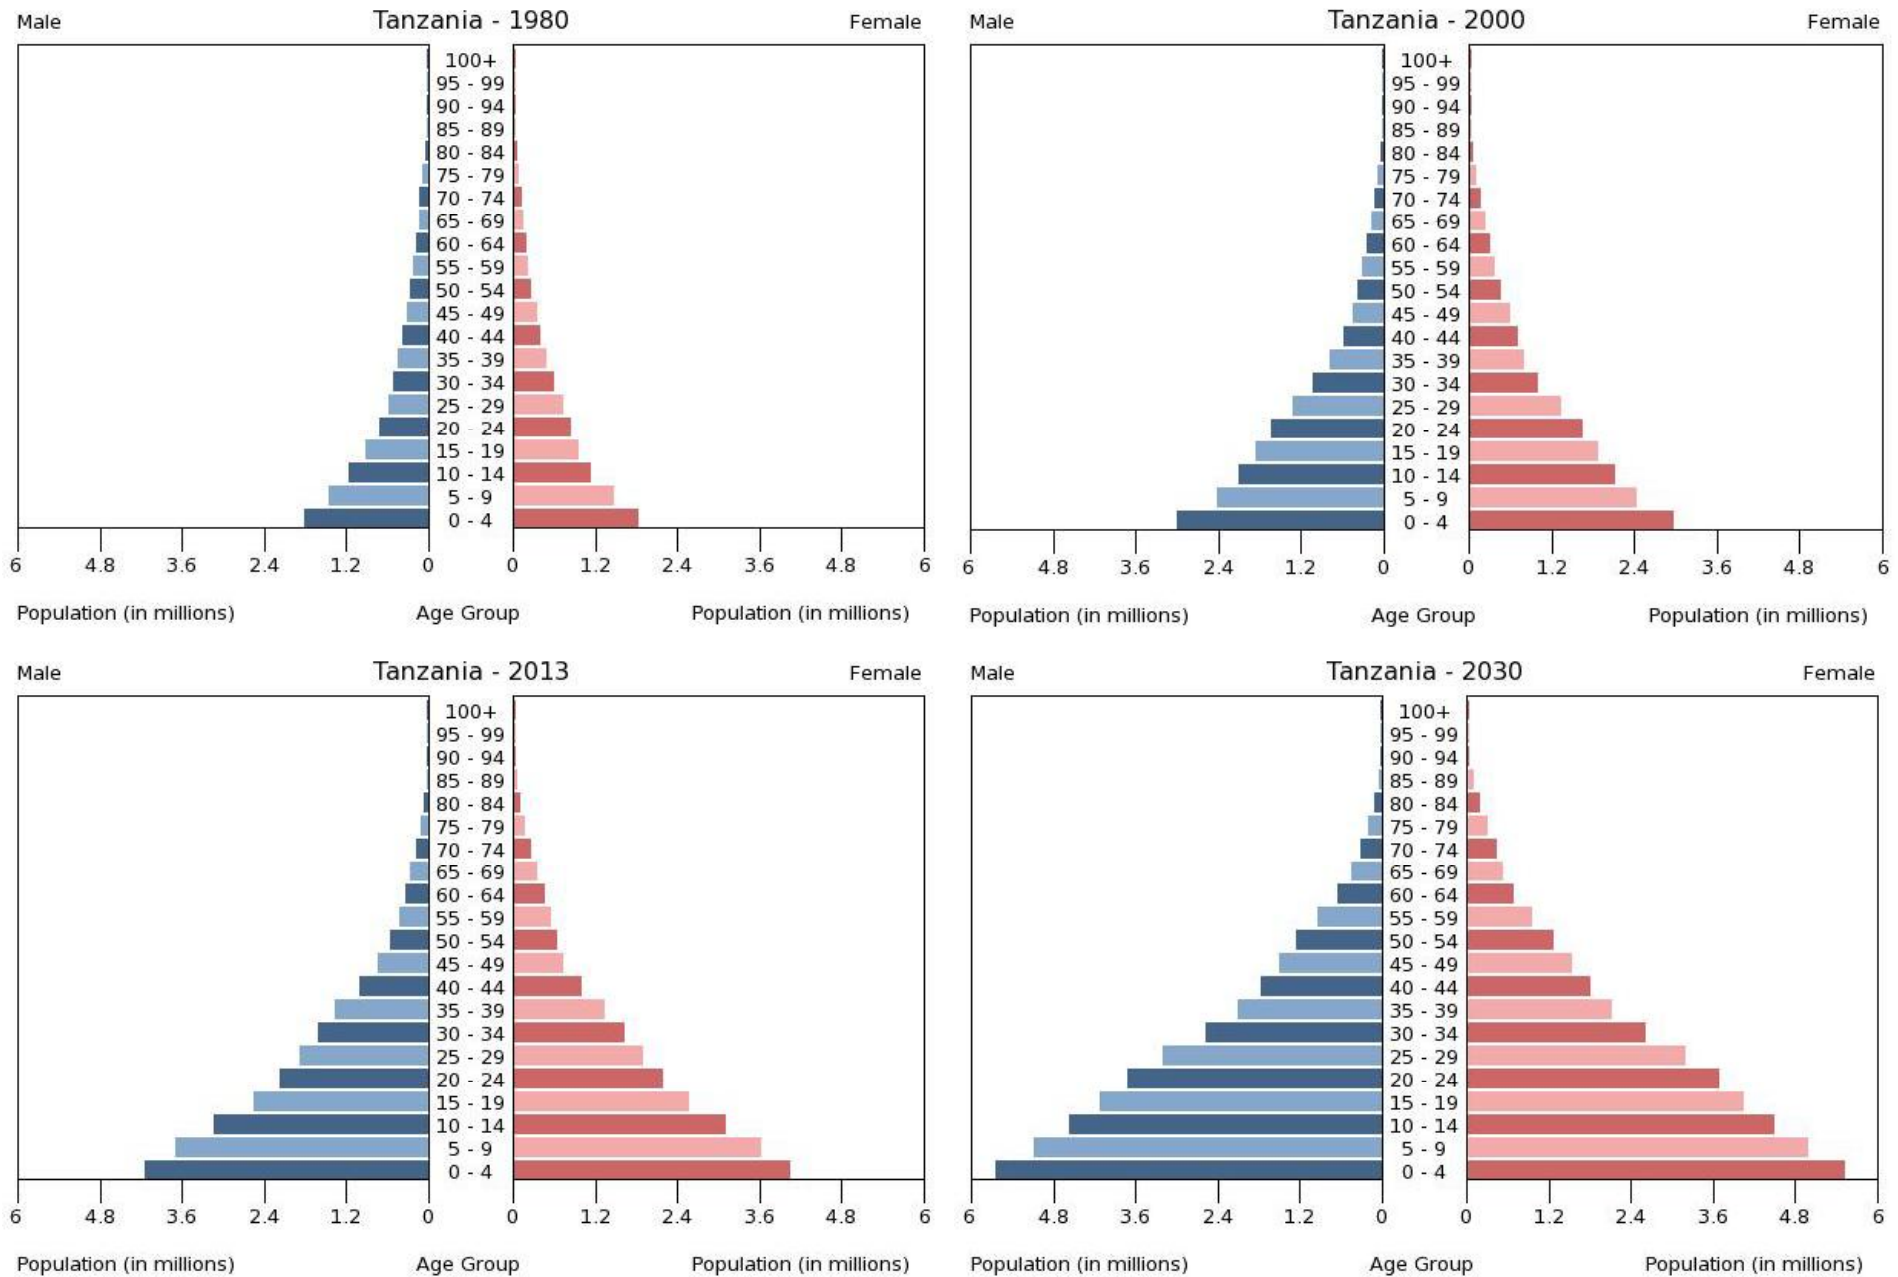 Male Tanzania - 1980 Female
100+
95 - 99
90 - 94
85 - 89
80 - 84
75 - 79
70 - 74
65 - 69
60 - 64
55 - 59
50 - 54
45 - 49
40 - 44
35 - 39
30 - 34
25 - 29
20 - 24
15 - 19
10 - 14
5 - 9
0 - 4
6 4.8 3.6 2.4 1.2 0 0 1.2 2.4 3.6 4.8 6
Population (in millions) Age Group Population (in millions)
Male Tanzania - 2000 Female
100+
95 - 99
90 - 94
85 - 89
80 - 84
75 - 79
70 - 74
65 - 69
60 - 64
55 - 59
50 - 54
45 - 49
40 - 44
35 - 39
30 - 34
25 - 29
20 - 24
15 - 19
10 - 14
5 - 9
0 - 4
6 4.8 3.6 2.4 1.2 0 0 1.2 2.4 3.6 4.8 6
Population (in millions) Age Group Population (in millions)
Male Tanzania - 2013 Female
100+
95 - 99
90 - 94
85 - 89
80 - 84
75 - 79
70 - 74
65 - 69
60 - 64
55 - 59
50 - 54
45 - 49
40 - 44
35 - 39
30 - 34
25 - 29
20 - 24
15 - 19
10 - 14
5 - 9
0 - 4
6 4.8 3.6 2.4 1.2 0 0 1.2 2.4 3.6 4.8 6
Population (in millions) Age Group Population (in millions)
Male Tanzania - 2030 Female
100+
95 - 99
90 - 94
85 - 89
80 - 84
75 - 79
70 - 74
65 - 69
60 - 64
55 - 59
50 - 54
45 - 49
40 - 44
35 - 39
30 - 34
25 - 29
20 - 24
15 - 19
10 - 14
5 - 9
0 - 4
6 4.8 3.6 2.4 1.2 0 0 1.2 2.4 3.6 4.8 6
Population (in millions) Age Group Population (in millions)